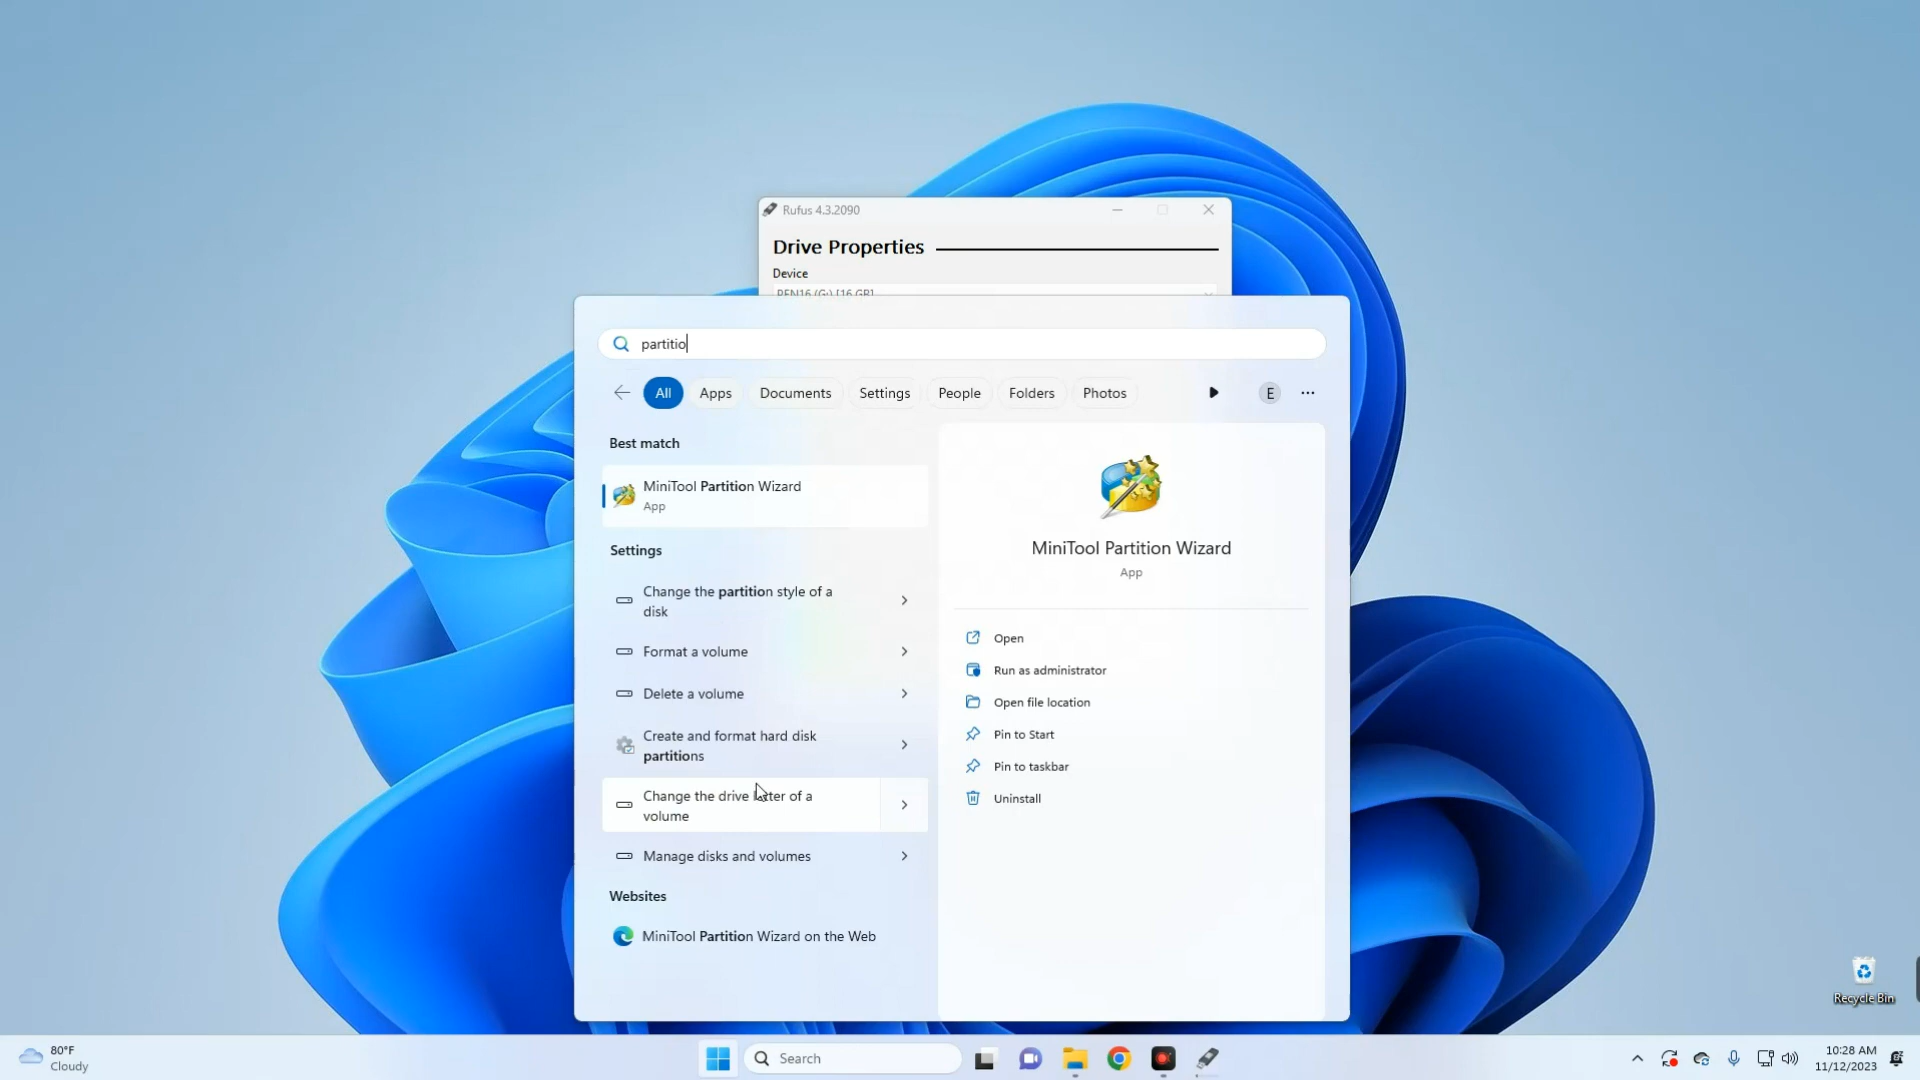 Rufus 4.3.2090
Drive Properties
Device
PEN16 (G:) [16 GB]
partitio
All
Apps
Documents
Settings
People
Folders
Photos
E
Best match
MiniTool Partition Wizard
App
Settings
Change the partition style of a
disk
Format a volume
Delete a volume
Create and format hard disk
partitions
Change the drive letter of a
volume
Manage disks and volumes
Websites
MiniTool Partition Wizard on the Web
MiniTool Partition Wizard
App
Open
Run as administrator
Open file location
Pin to Start
Pin to taskbar
Uninstall
Recycle Bin
80°F
Cloudy
Search
10:28 AM
11/12/2023